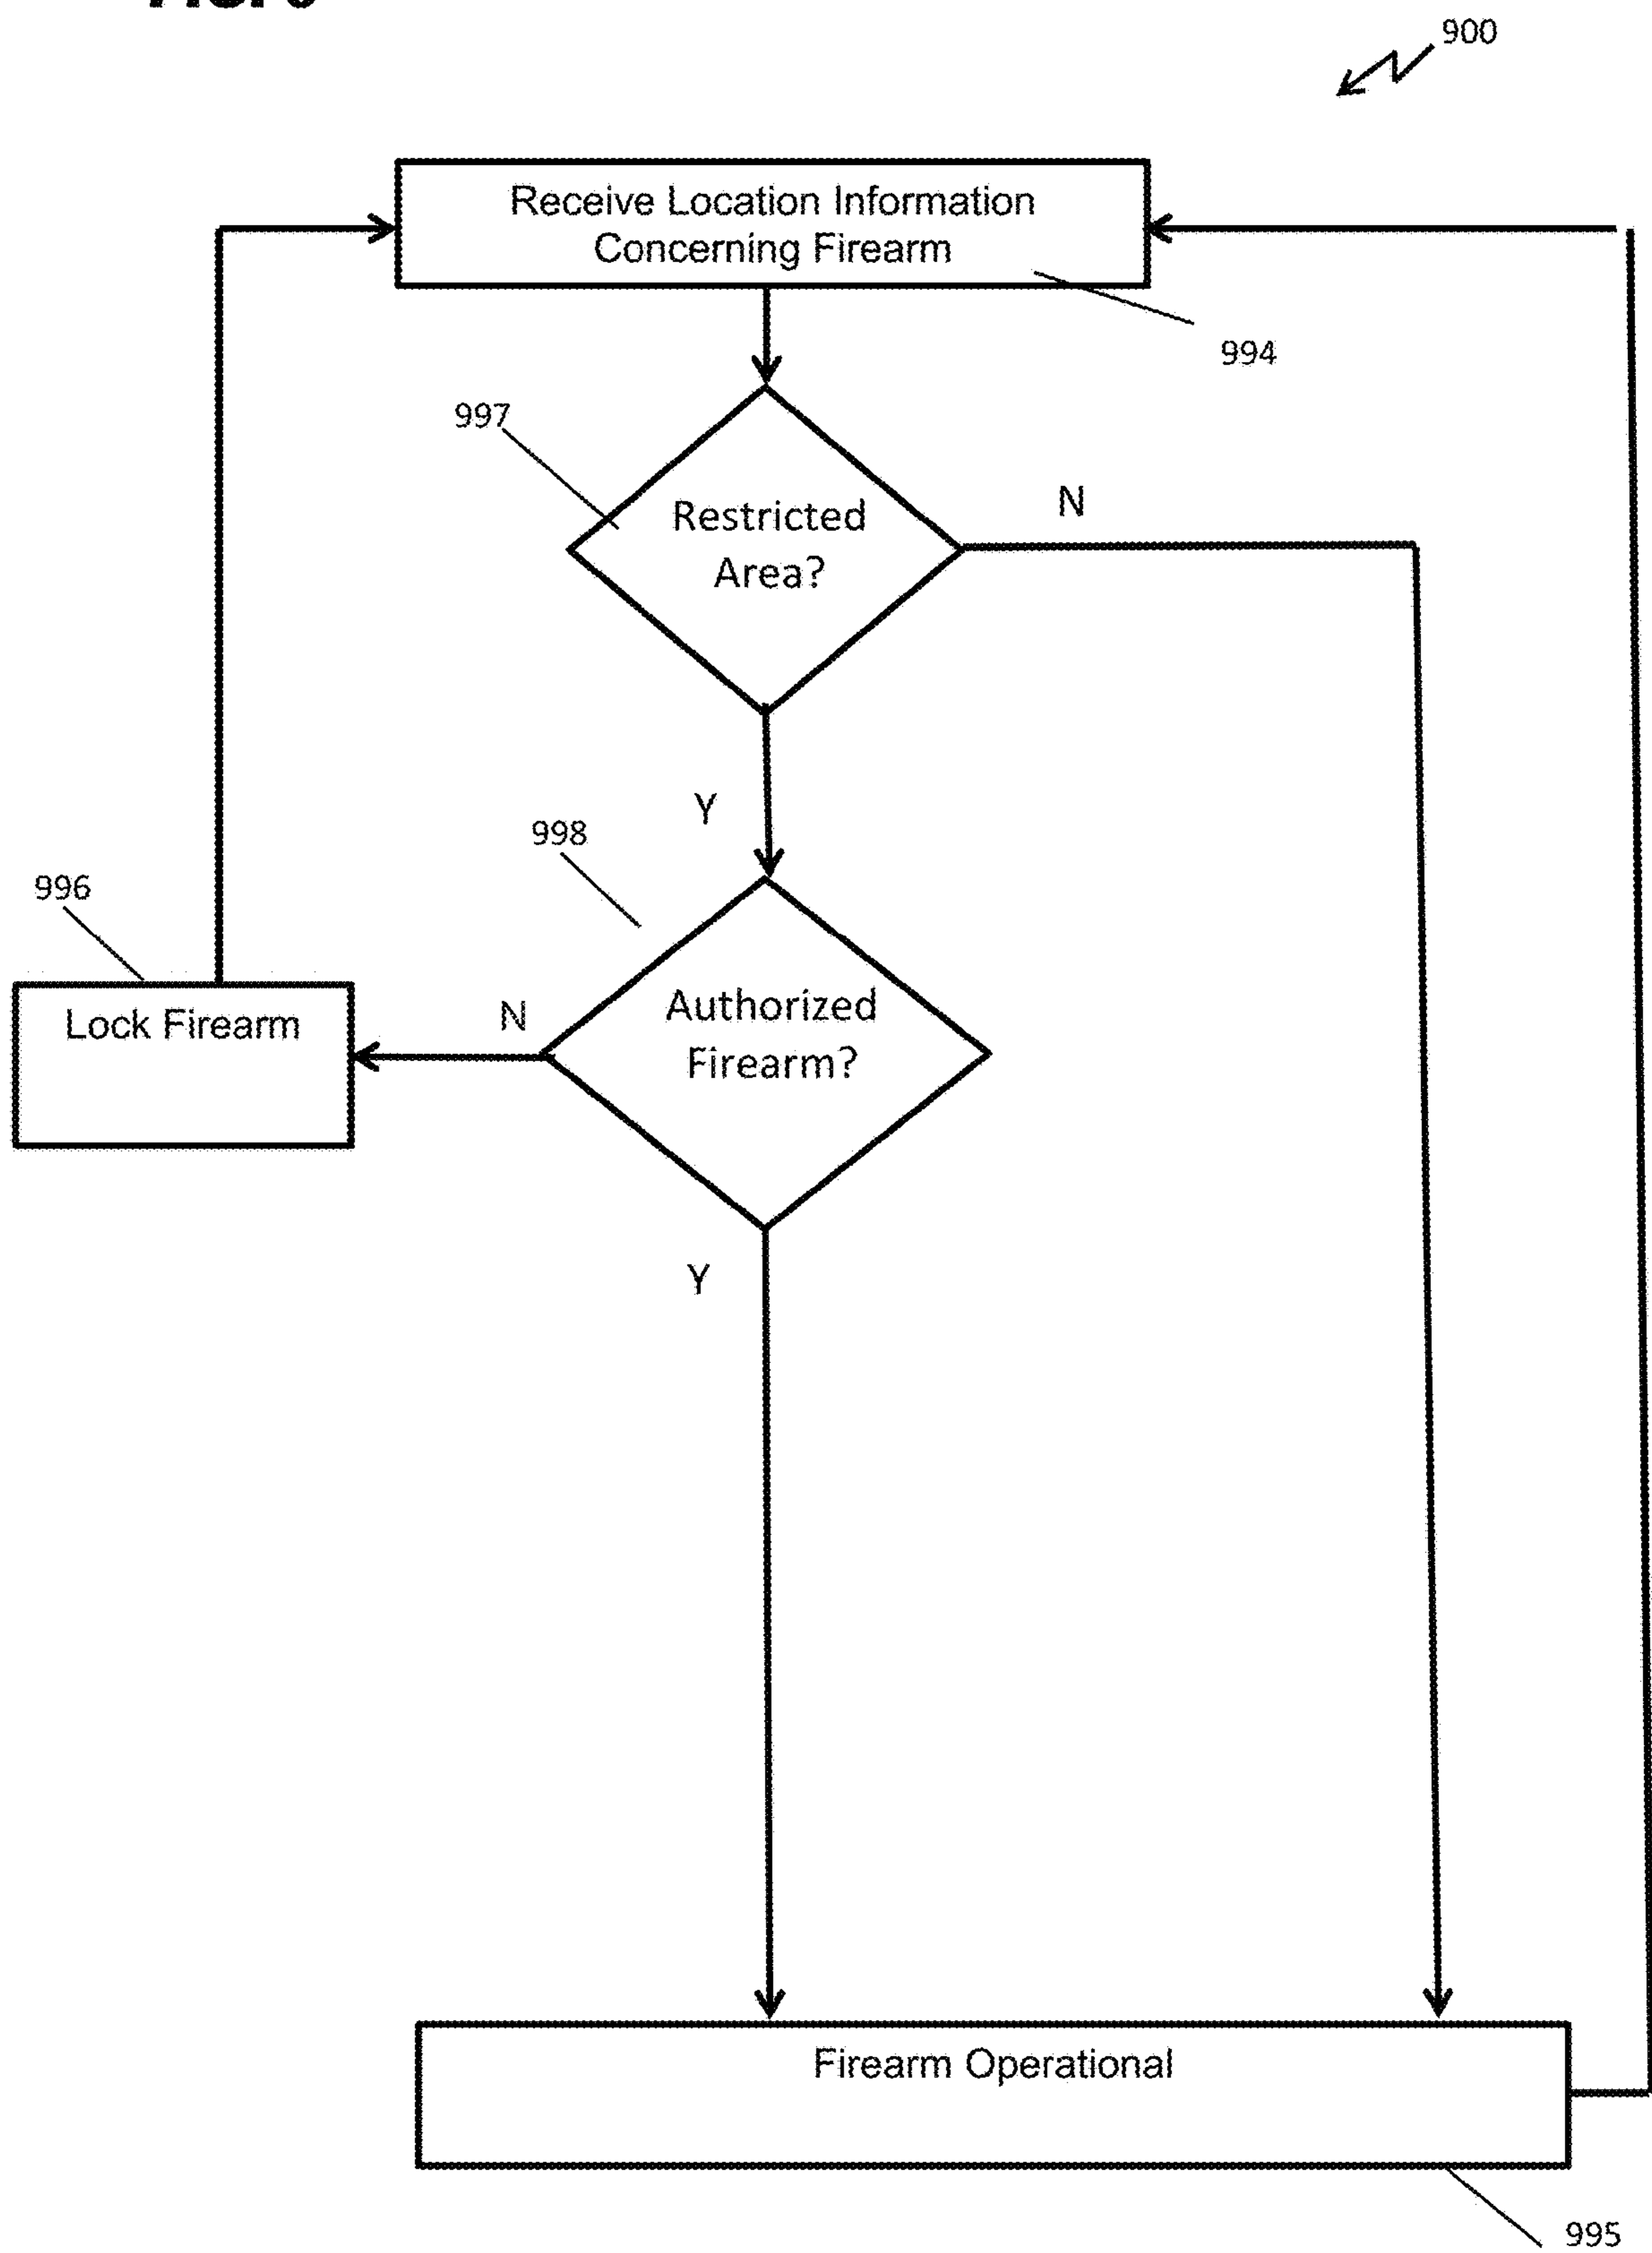 900
Receive Location Information
Concerning Firearm
994
997
Restricted
Area?
N
Y
998
996
Lock Firearm
N
Authorized
Firearm?
Y
Firearm Operational
995